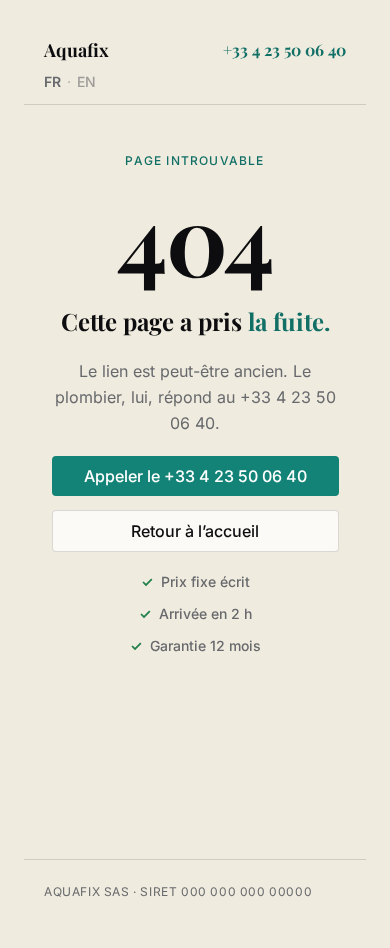 Aquafix
+33 4 23 50 06 40
FR · EN
PAGE INTROUVABLE
404
Cette page a pris la fuite.
Le lien est peut-être ancien. Le
plombier, lui, répond au +33 4 23 50
06 40.
Appeler le +33 4 23 50 06 40
Retour à l’accueil
✓ Prix fixe écrit
✓ Arrivée en 2 h
✓ Garantie 12 mois
AQUAFIX SAS · SIRET 000 000 000 00000